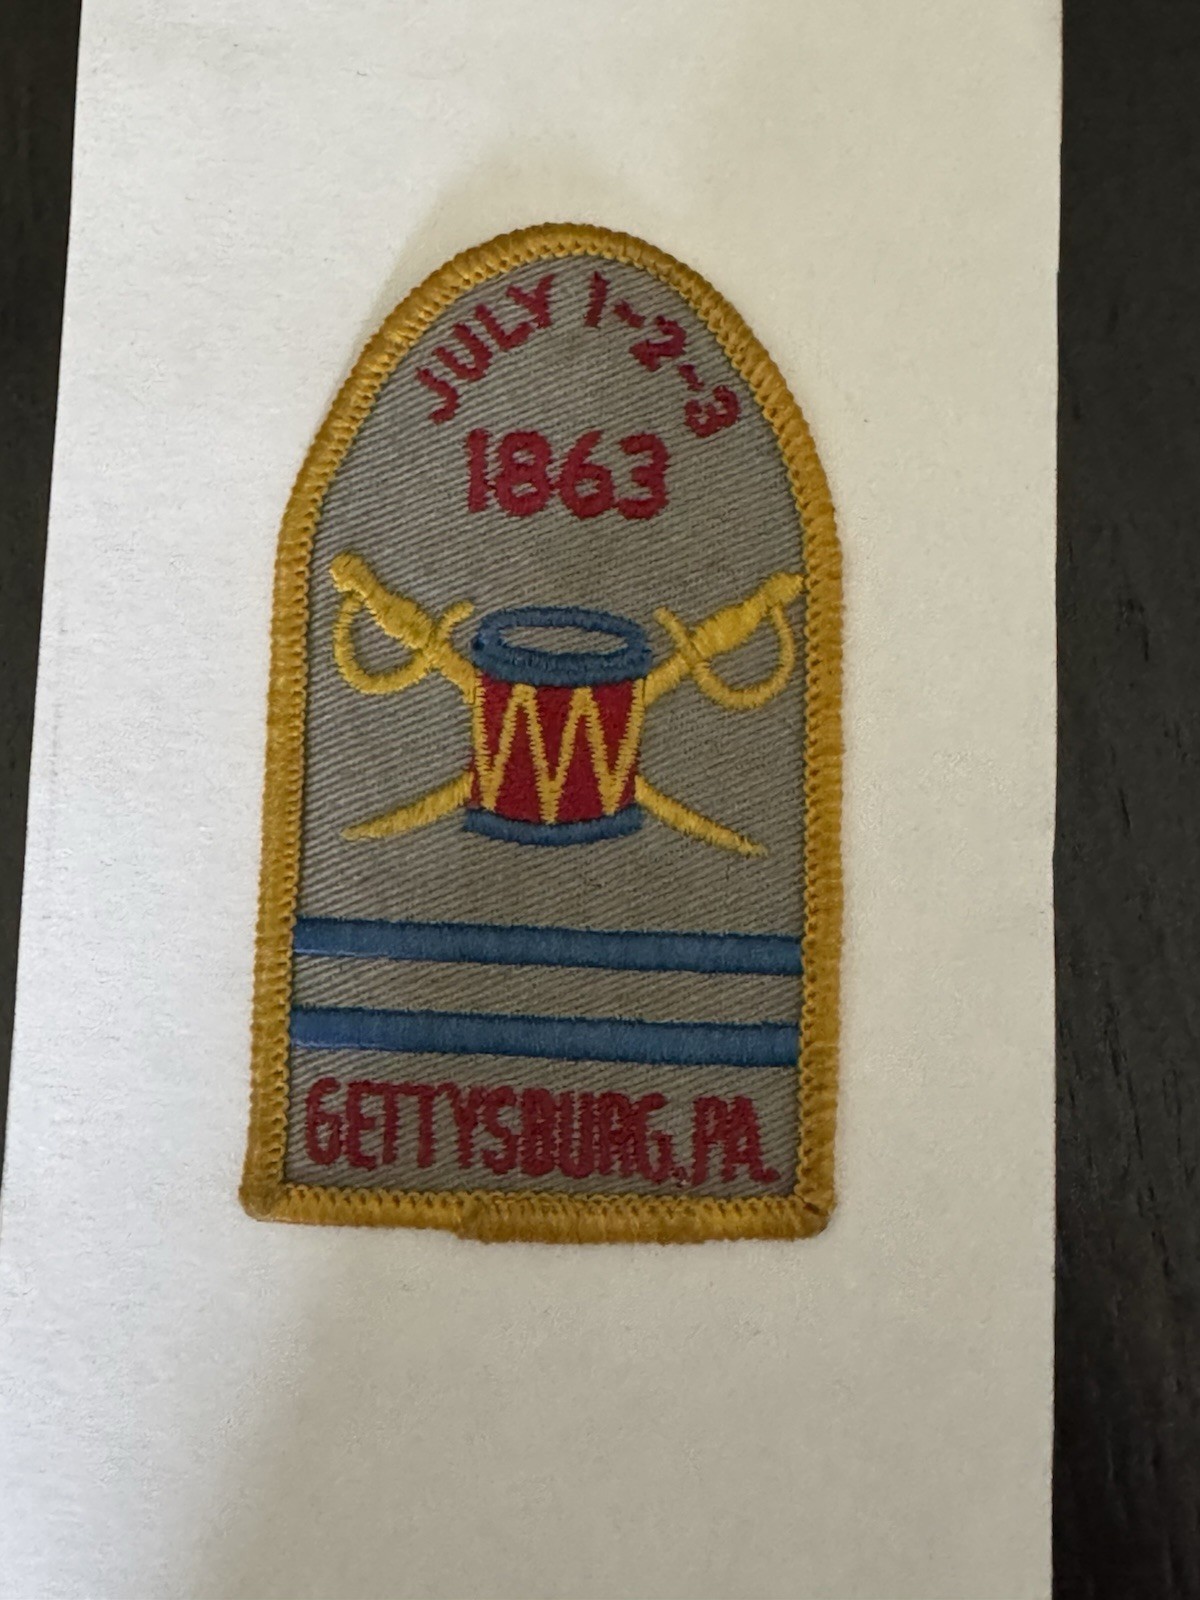 JULY 1-2-3
1863
GETTYSBURG, PA.